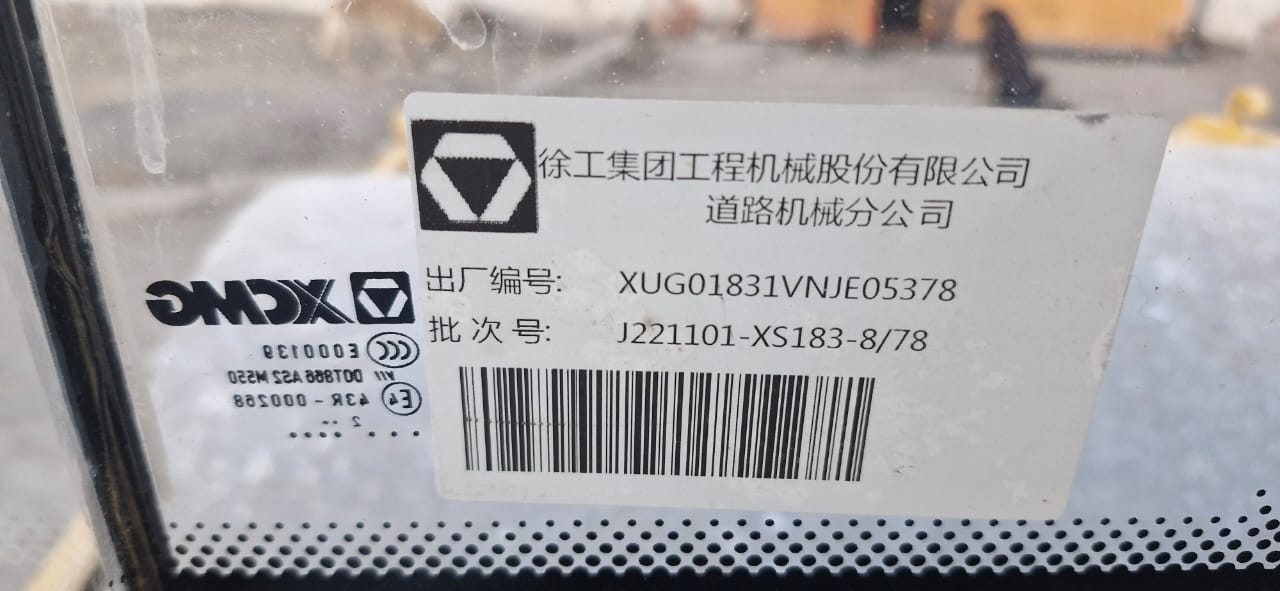 徐工集团工程机械股份有限公司
道路机械分公司
出厂编号: XUG01831VNJE05378
批次号: J221101-XS183-8/78
XCMG
CCC E000139
DOT866 AS2 M550
E4 43R-000268